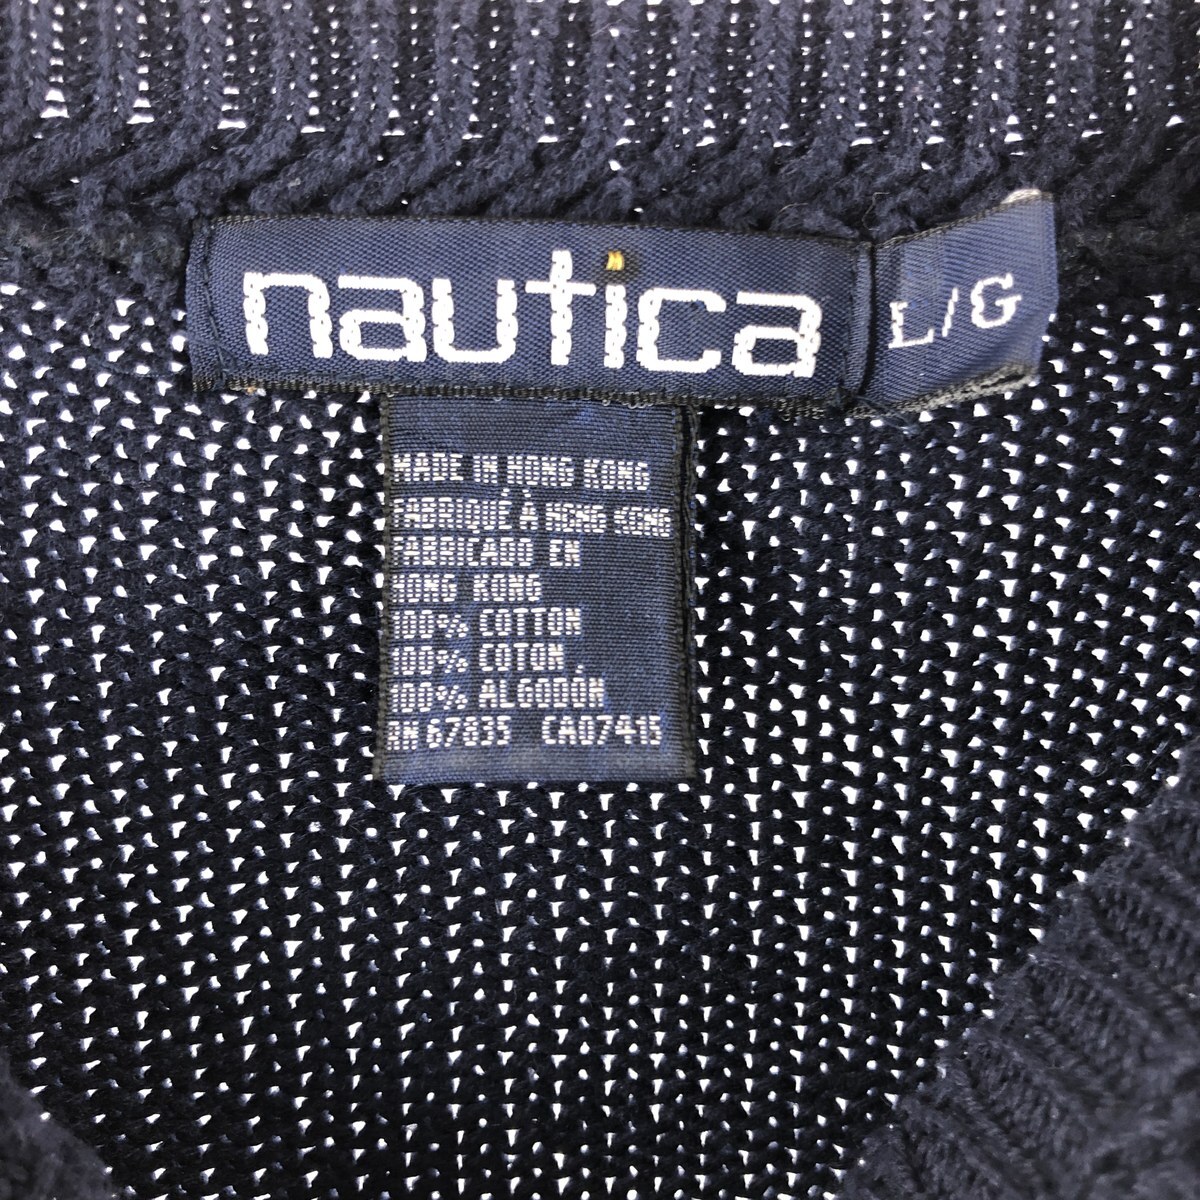 nautica
L/G
MADE IN HONG KONG
FABRIQUÉ À HONG KONG
FABRICADO EN
HONG KONG
100% COTTON
100% COTON
100% ALGODÓN
RN 67835 CA07415